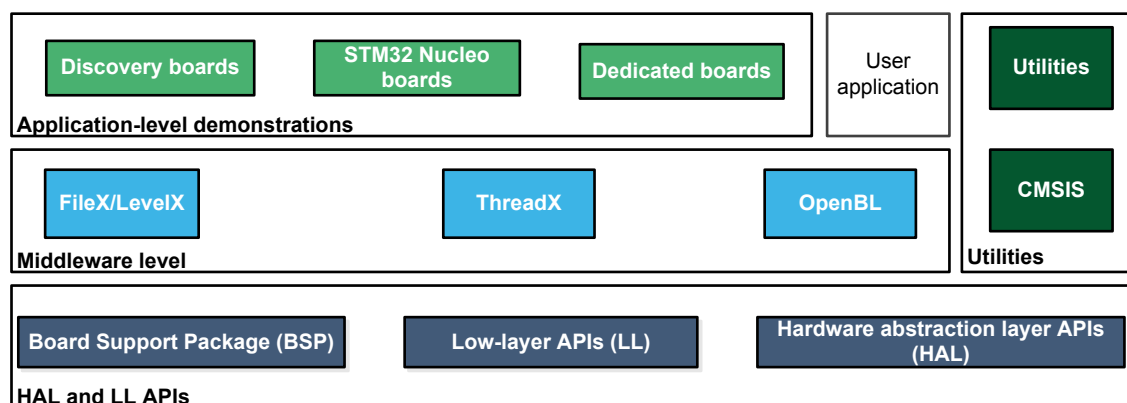 Discovery boards
STM32 Nucleo
boards
Dedicated boards
Application-level demonstrations
User
application
Utilities
CMSIS
Utilities
FileX/LevelX
ThreadX
OpenBL
Middleware level
Board Support Package (BSP)
Low-layer APIs (LL)
Hardware abstraction layer APIs
(HAL)
HAL and LL APIs